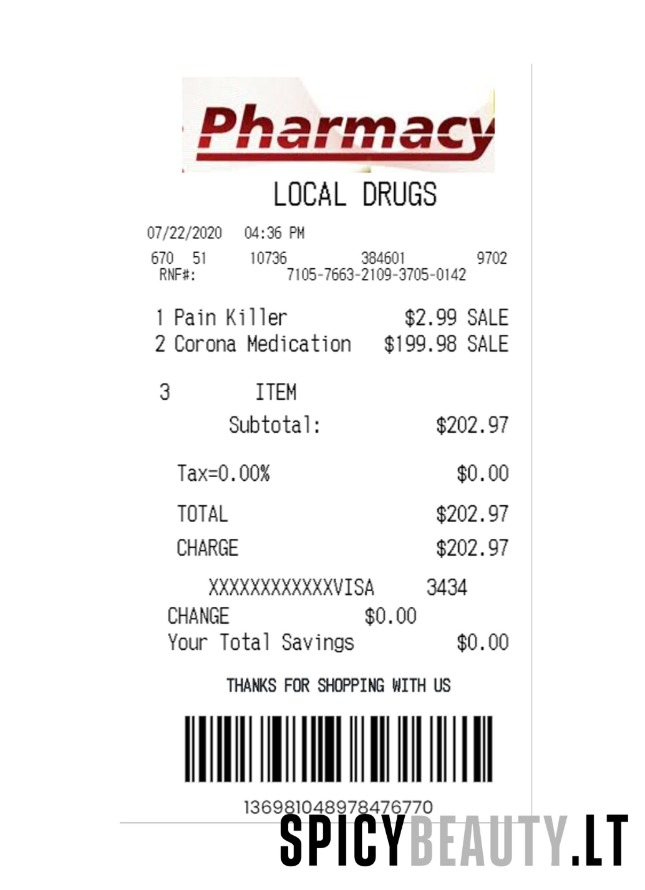 Pharmacy
LOCAL DRUGS
07/22/2020 04:36 PM
670 51 10736 384601 9702
RNF#: 7105-7663-2109-3705-0142
1 Pain Killer $2.99 SALE
2 Corona Medication $199.98 SALE
3 ITEM
Subtotal: $202.97
Tax=0.00% $0.00
TOTAL $202.97
CHARGE $202.97
XXXXXXXXXXXXVISA 3434
CHANGE $0.00
Your Total Savings $0.00
THANKS FOR SHOPPING WITH US
136981048978476770
SPICYBEAUTY.LT